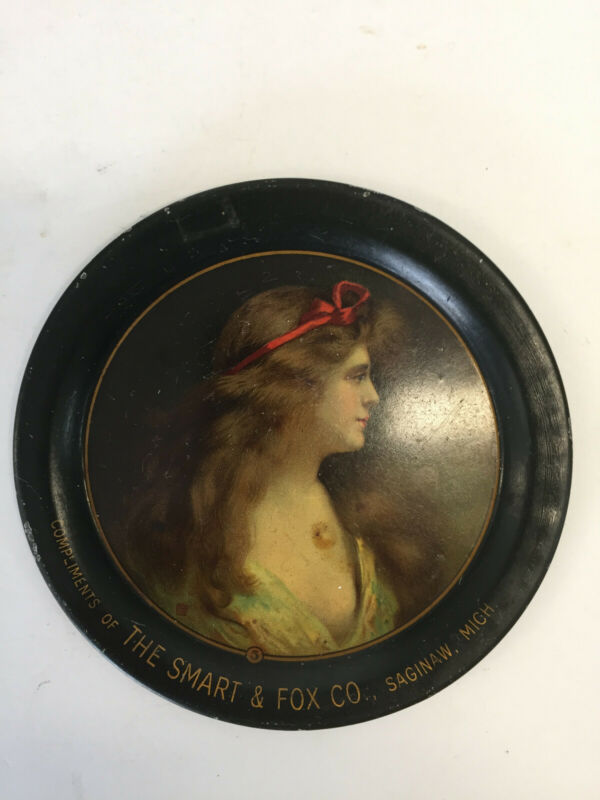 COMPLIMENTS OF THE SMART & FOX CO., SAGINAW, MICH